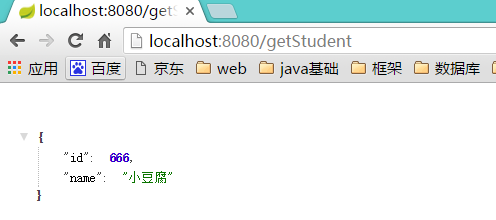 localhost:8080/getSt
localhost:8080/getStudent
应用 百度 京东 web java基础 框架 数据库
{
"id": 666,
"name": "小豆腐"
}